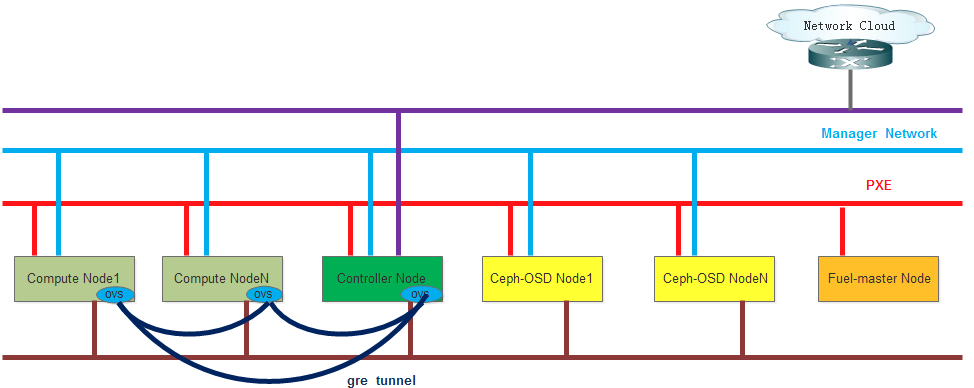 Network Cloud
Manager Network
PXE
Compute Node1
Compute NodeN
Controller Node
Ceph-OSD Node1
Ceph-OSD NodeN
Fuel-master Node
OVS
OVS
OVS
gre tunnel